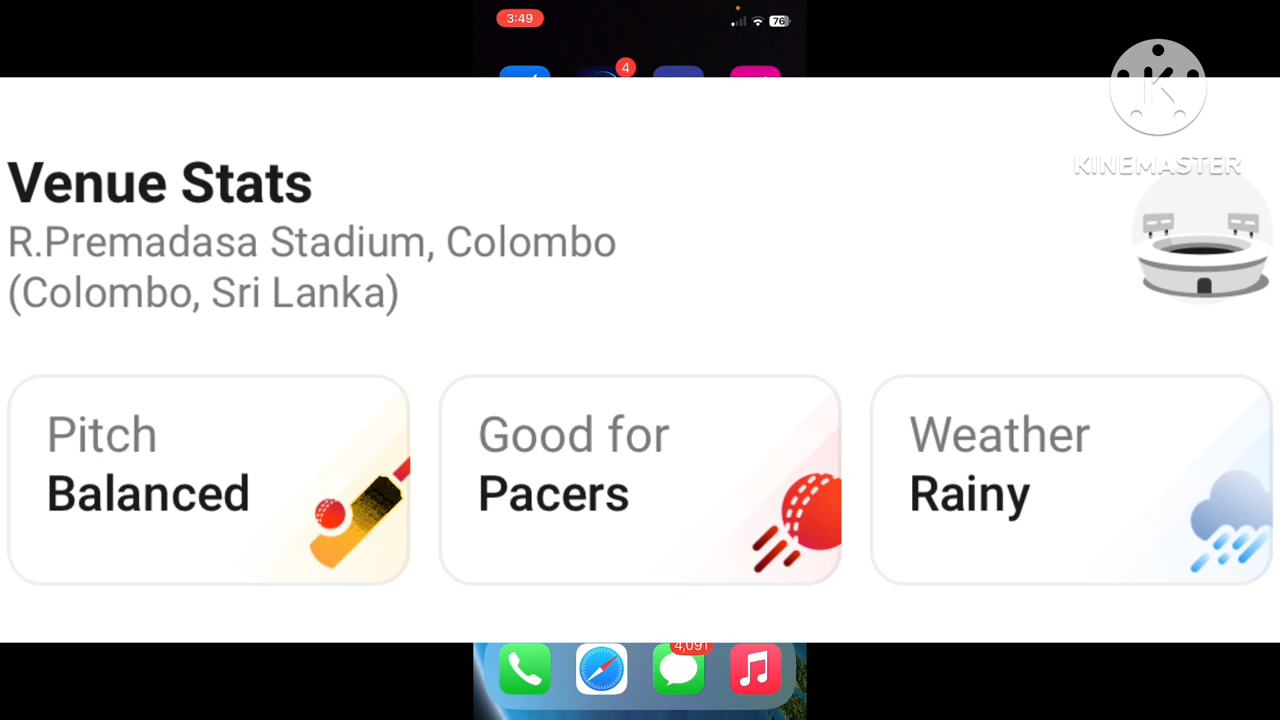 3:49
76
4
KINEMASTER
Venue Stats
R.Premadasa Stadium, Colombo
(Colombo, Sri Lanka)
Pitch
Balanced
Good for
Pacers
Weather
Rainy
4,091